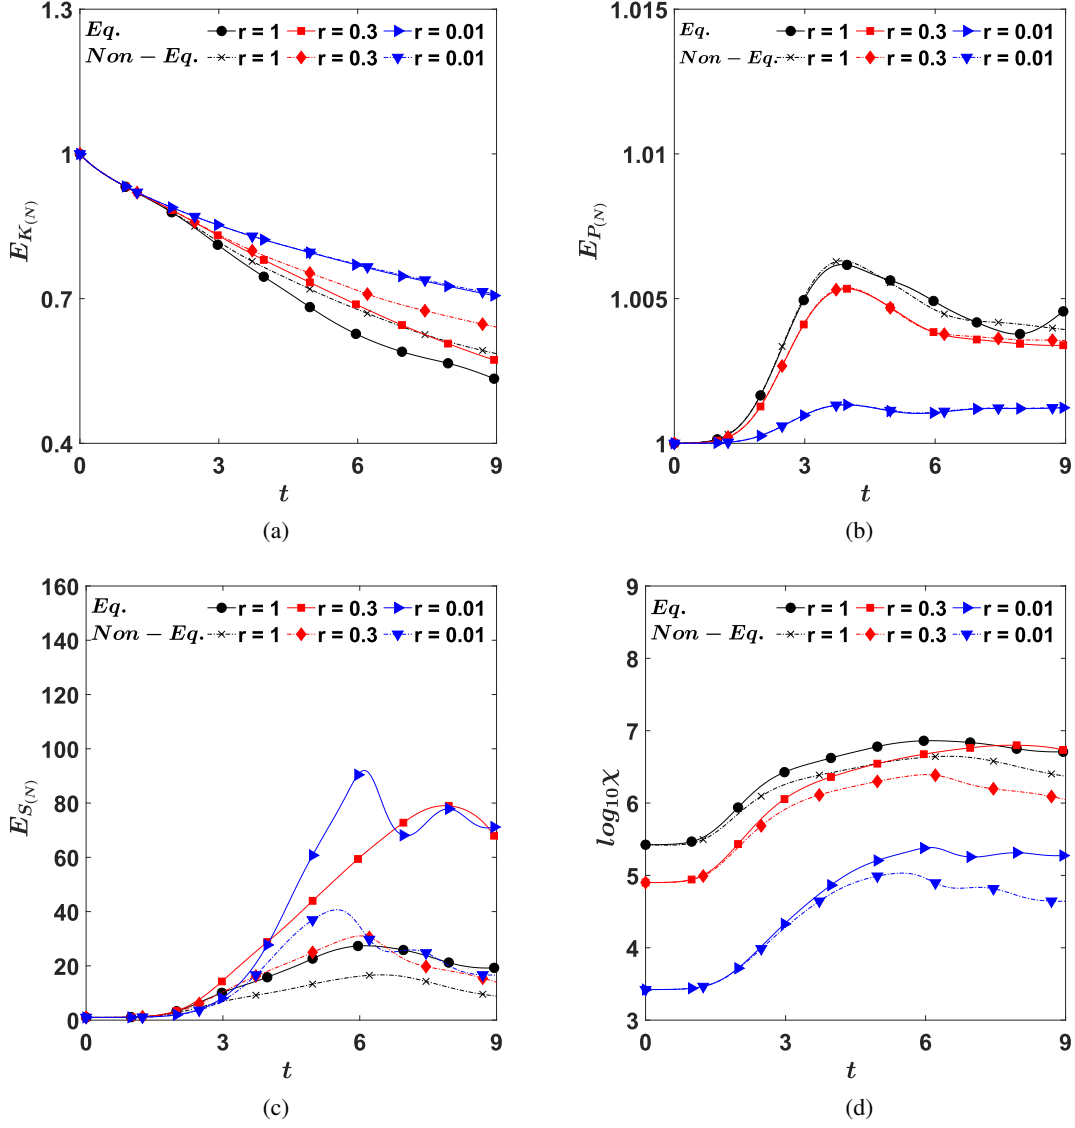 1.3
Eq. r = 1 r = 0.3 r = 0.01
Non − Eq. r = 1 r = 0.3 r = 0.01
1
0.7
0.4
E_{K_{(N)}}
0 3 6 9
t
(a)
1.015
Eq. r = 1 r = 0.3 r = 0.01
Non − Eq. r = 1 r = 0.3 r = 0.01
1.01
1.005
1
E_{P_{(N)}}
0 3 6 9
t
(b)
160
Eq. r = 1 r = 0.3 r = 0.01
Non − Eq. r = 1 r = 0.3 r = 0.01
140
120
100
80
60
40
20
0
E_{S_{(N)}}
0 3 6 9
t
(c)
9
Eq. r = 1 r = 0.3 r = 0.01
Non − Eq. r = 1 r = 0.3 r = 0.01
8
7
6
5
4
3
log_{10}χ
0 3 6 9
t
(d)